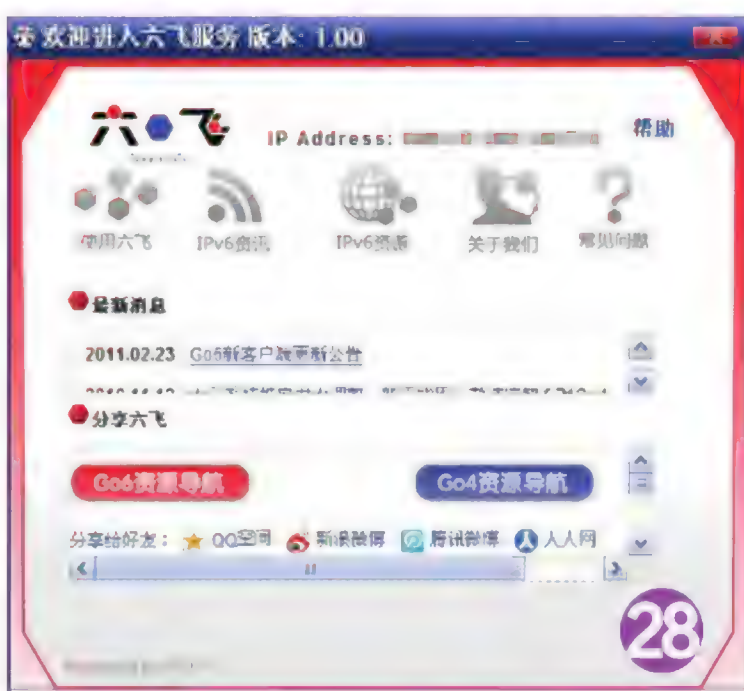 欢迎进入六飞服务 版本: 1.00
六飞
IP Address:
帮助
使用六飞 IPv6资讯 IPv6资源 关于我们 常见问题
最新消息
2011.02.23 Go6新客户端更新公告
分享六飞
Go6资源导航 Go4资源导航
分享给好友： QQ空间 新浪微博 腾讯微博 人人网
28